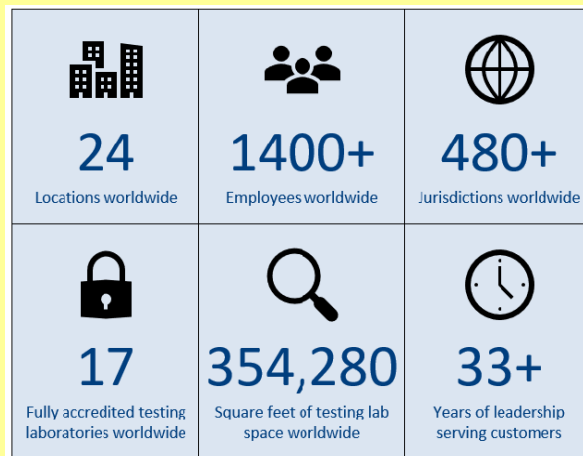 24
Locations worldwide
1400+
Employees worldwide
480+
Jurisdictions worldwide
17
Fully accredited testing
laboratories worldwide
354,280
Square feet of testing lab
space worldwide
33+
Years of leadership
serving customers